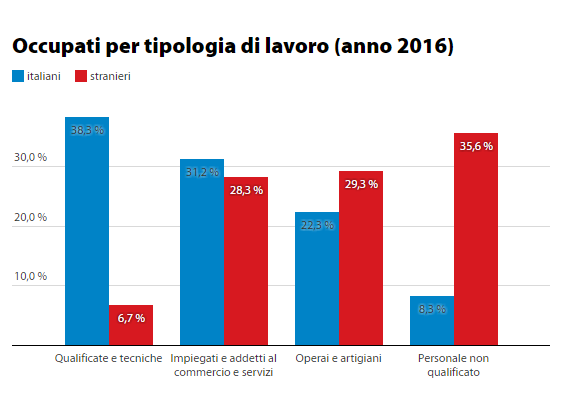 Occupati per tipologia di lavoro (anno 2016)
italiani stranieri
38,3 %
31,2 %
28,3 %
35,6 %
29,3 %
22,3 %
6,7 %
8,3 %
30,0 %
20,0 %
10,0 %
Qualificate e tecniche
Impiegati e addetti al
commercio e servizi
Operai e artigiani
Personale non
qualificato